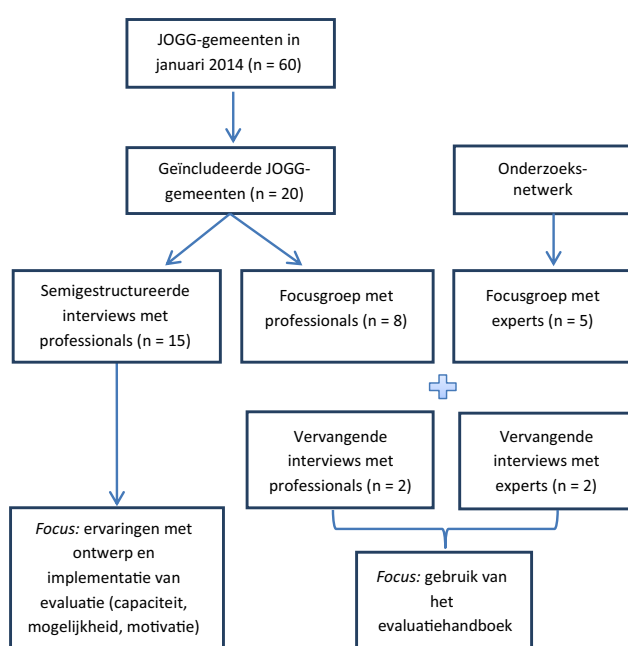 JOGG-gemeenten in
januari 2014 (n = 60)
Geïncludeerde JOGG-
gemeenten (n = 20)
Onderzoeks-
netwerk
Semigestructureerde
interviews met
professionals (n = 15)
Focusgroep met
professionals (n = 8)
Focusgroep met
experts (n = 5)
Vervangende
interviews met
professionals (n = 2)
Vervangende
interviews met
experts (n = 2)
Focus: ervaringen met
ontwerp en
implementatie van
evaluatie (capaciteit,
mogelijkheid, motivatie)
Focus: gebruik van
het
evaluatiehandboek